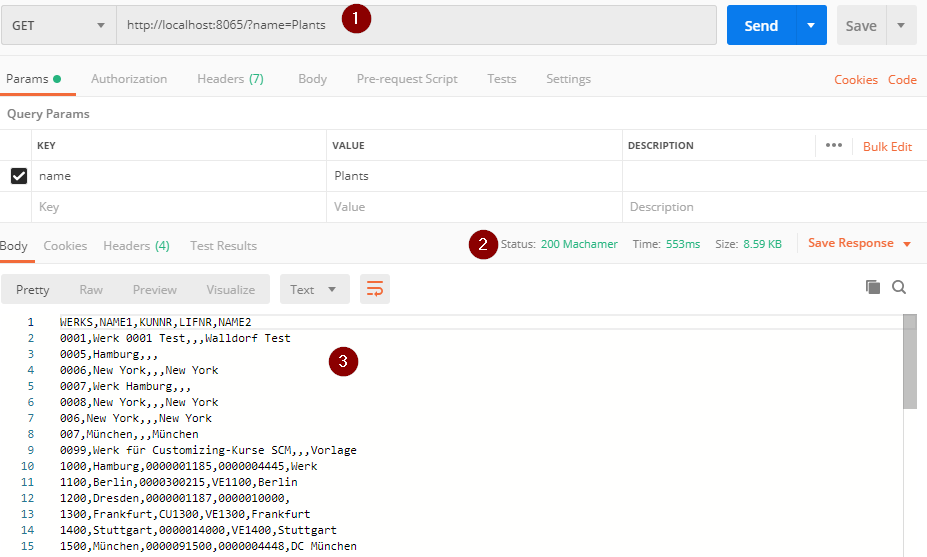 GET http://localhost:8065/?name=Plants 1 Send Save
Params Authorization Headers (7) Body Pre-request Script Tests Settings Cookies Code
Query Params
KEY VALUE DESCRIPTION ••• Bulk Edit
name Plants
Key Value Description
Body Cookies Headers (4) Test Results 2 Status: 200 Machamer Time: 553ms Size: 8.59 KB Save Response
Pretty Raw Preview Visualize Text
1 WERKS,NAME1,KUNNR,LIFNR,NAME2
2 0001,Werk 0001 Test,,,Walldorf Test
3 0005,Hamburg,,,
3
4 0006,New York,,,New York
5 0007,Werk Hamburg,,,
6 0008,New York,,,New York
7 006,New York,,,New York
8 007,München,,,München
9 0099,Werk für Customizing-Kurse SCM,,,Vorlage
10 1000,Hamburg,0000001185,0000004445,Werk
11 1100,Berlin,0000300215,VE1100,Berlin
12 1200,Dresden,0000001187,0000010000,
13 1300,Frankfurt,CU1300,VE1300,Frankfurt
14 1400,Stuttgart,0000014000,VE1400,Stuttgart
15 1500,München,0000091500,0000004448,DC München